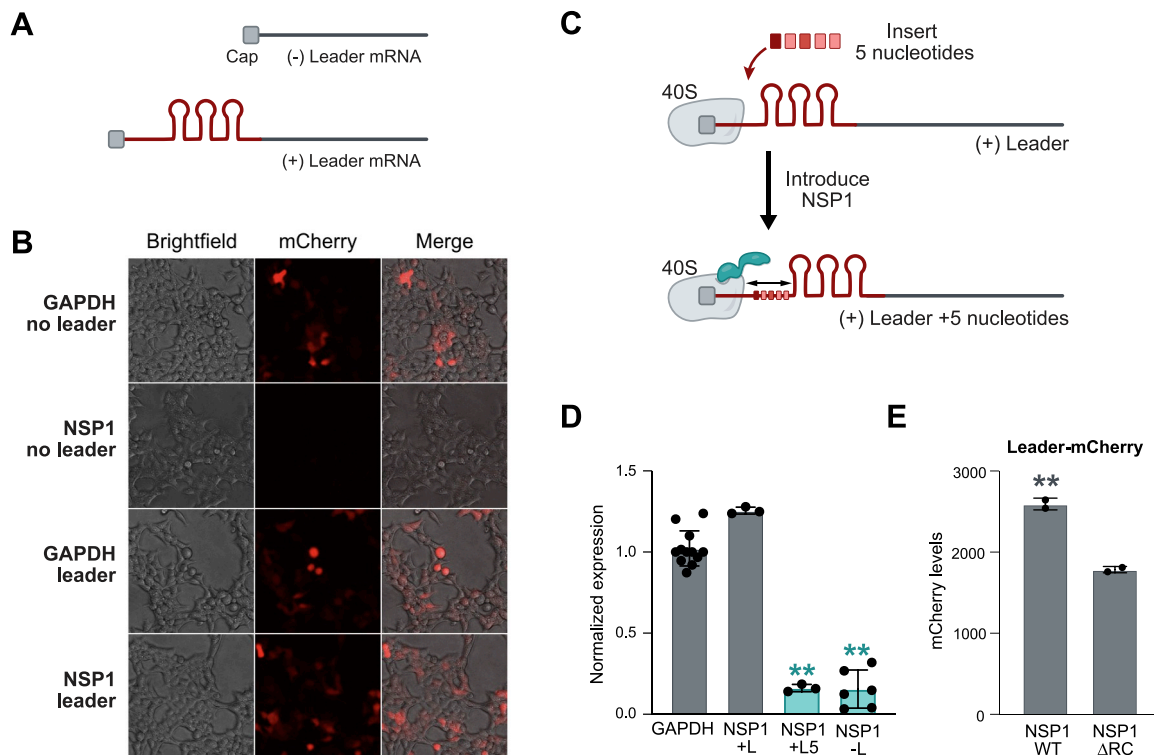 A
Cap
(-) Leader mRNA
(+) Leader mRNA
B
Brightfield
mCherry
Merge
GAPDH
no leader
NSP1
no leader
GAPDH
leader
NSP1
leader
C
Insert
5 nucleotides
40S
(+) Leader
Introduce
NSP1
40S
(+) Leader +5 nucleotides
D
Normalized expression
1.5
1.0
0.5
0.0
**
**
GAPDH
NSP1
+L
NSP1
+L5
NSP1
-L
E
Leader-mCherry
mCherry levels
3000
2000
1000
0
**
NSP1
WT
NSP1
ΔRC